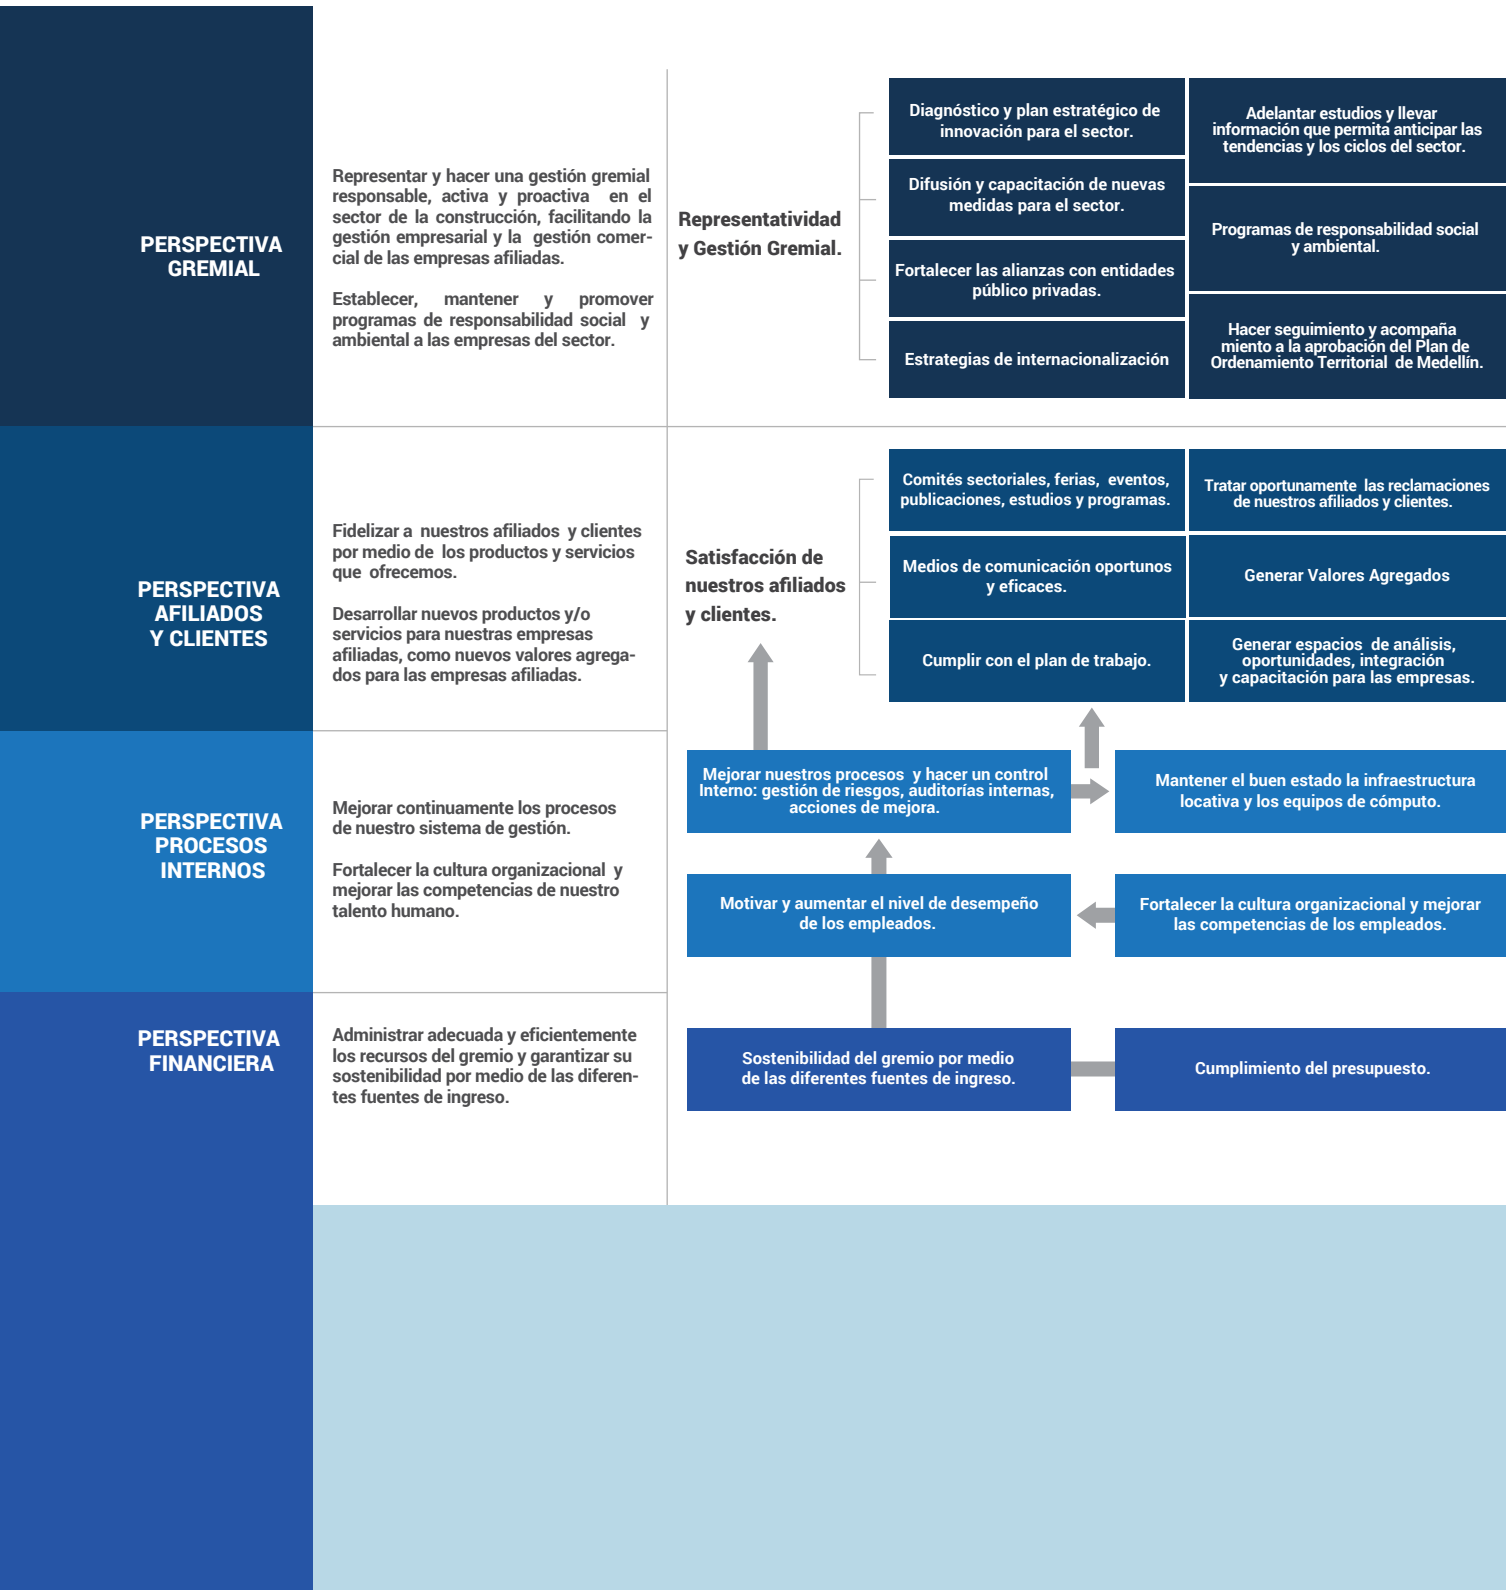 PERSPECTIVA
GREMIAL
Representar y hacer una gestión gremial
responsable, activa y proactiva en el
sector de la construcción, facilitando la
gestión empresarial y la gestión comer-
cial de las empresas afiliadas.
Establecer, mantener y promover
programas de responsabilidad social y
ambiental a las empresas del sector.
Representatividad
y Gestión Gremial.
Diagnóstico y plan estratégico de
innovación para el sector.
Difusión y capacitación de nuevas
medidas para el sector.
Fortalecer las alianzas con entidades
público privadas.
Estrategias de internacionalización
Adelantar estudios y llevar
información que permita anticipar las
tendencias y los ciclos del sector.
Programas de responsabilidad social
y ambiental.
Hacer seguimiento y acompaña
miento a la aprobación del Plan de
Ordenamiento Territorial de Medellín.
PERSPECTIVA
AFILIADOS
Y CLIENTES
Fidelizar a nuestros afiliados y clientes
por medio de los productos y servicios
que ofrecemos.
Desarrollar nuevos productos y/o
servicios para nuestras empresas
afiliadas, como nuevos valores agrega-
dos para las empresas afiliadas.
Satisfacción de
nuestros afiliados
y clientes.
Comités sectoriales, ferias, eventos,
publicaciones, estudios y programas.
Medios de comunicación oportunos
y eficaces.
Cumplir con el plan de trabajo.
Tratar oportunamente las reclamaciones
de nuestros afiliados y clientes.
Generar Valores Agregados
Generar espacios de análisis,
oportunidades, integración
y capacitación para las empresas.
PERSPECTIVA
PROCESOS
INTERNOS
Mejorar continuamente los procesos
de nuestro sistema de gestión.
Fortalecer la cultura organizacional y
mejorar las competencias de nuestro
talento humano.
Mejorar nuestros procesos y hacer un control
Interno: gestión de riesgos, auditorías internas,
acciones de mejora.
Mantener el buen estado la infraestructura
locativa y los equipos de cómputo.
Motivar y aumentar el nivel de desempeño
de los empleados.
Fortalecer la cultura organizacional y mejorar
las competencias de los empleados.
PERSPECTIVA
FINANCIERA
Administrar adecuada y eficientemente
los recursos del gremio y garantizar su
sostenibilidad por medio de las diferen-
tes fuentes de ingreso.
Sostenibilidad del gremio por medio
de las diferentes fuentes de ingreso.
Cumplimiento del presupuesto.